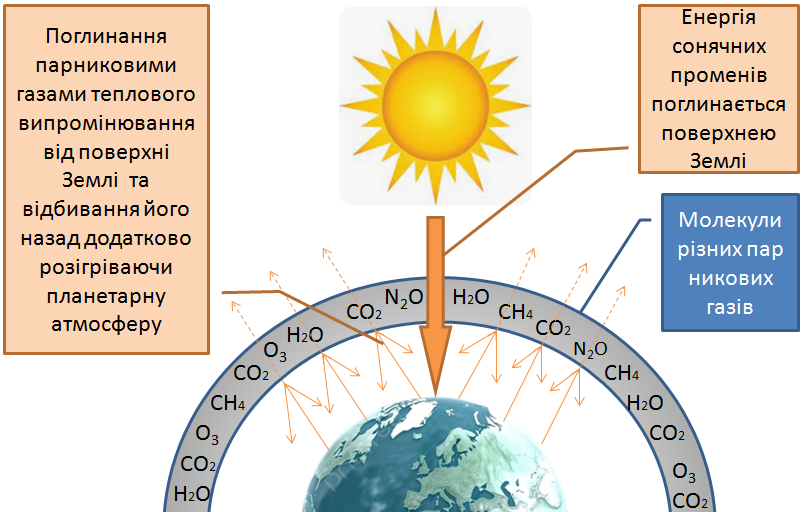 Поглинання
парниковими
газами теплового
випромінювання
від поверхні
Землі та
відбивання його
назад додатково
розігріваючи
планетарну
атмосферу
Енергія
сонячних
променів
поглинається
поверхнею
Землі
Молекули
різних пар
никових
газів
H2O
CO2
O3
CH4
CO2
O3
H2O
CO2
N2O
H2O
CH4
CO2
N2O
CH4
H2O
CO2
O3
CO2